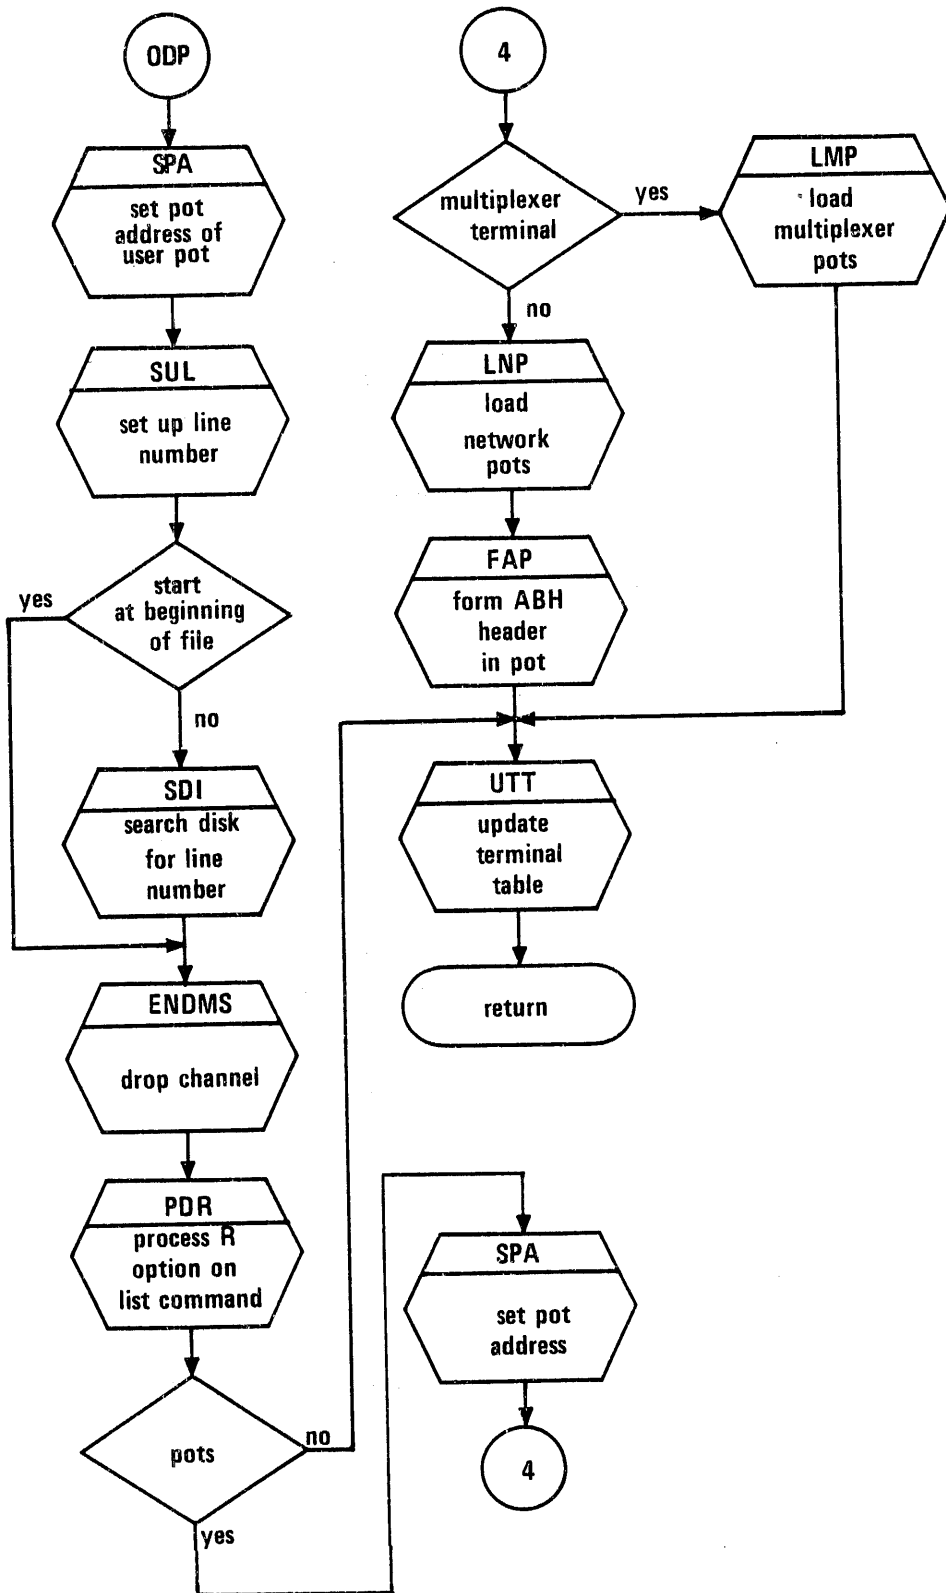 ODP
SPA
set pot
address of
user pot
SUL
set up line
number
start
at beginning
of file
yes
no
SDI
search disk
for line
number
ENDMS
drop channel
PDR
process R
option on
list command
pots
no
yes
4
multiplexer
terminal
yes
no
LMP
load
multiplexer
pots
LNP
load
network
pots
FAP
form ABH
header
in pot
UTT
update
terminal
table
return
SPA
set pot
address
4